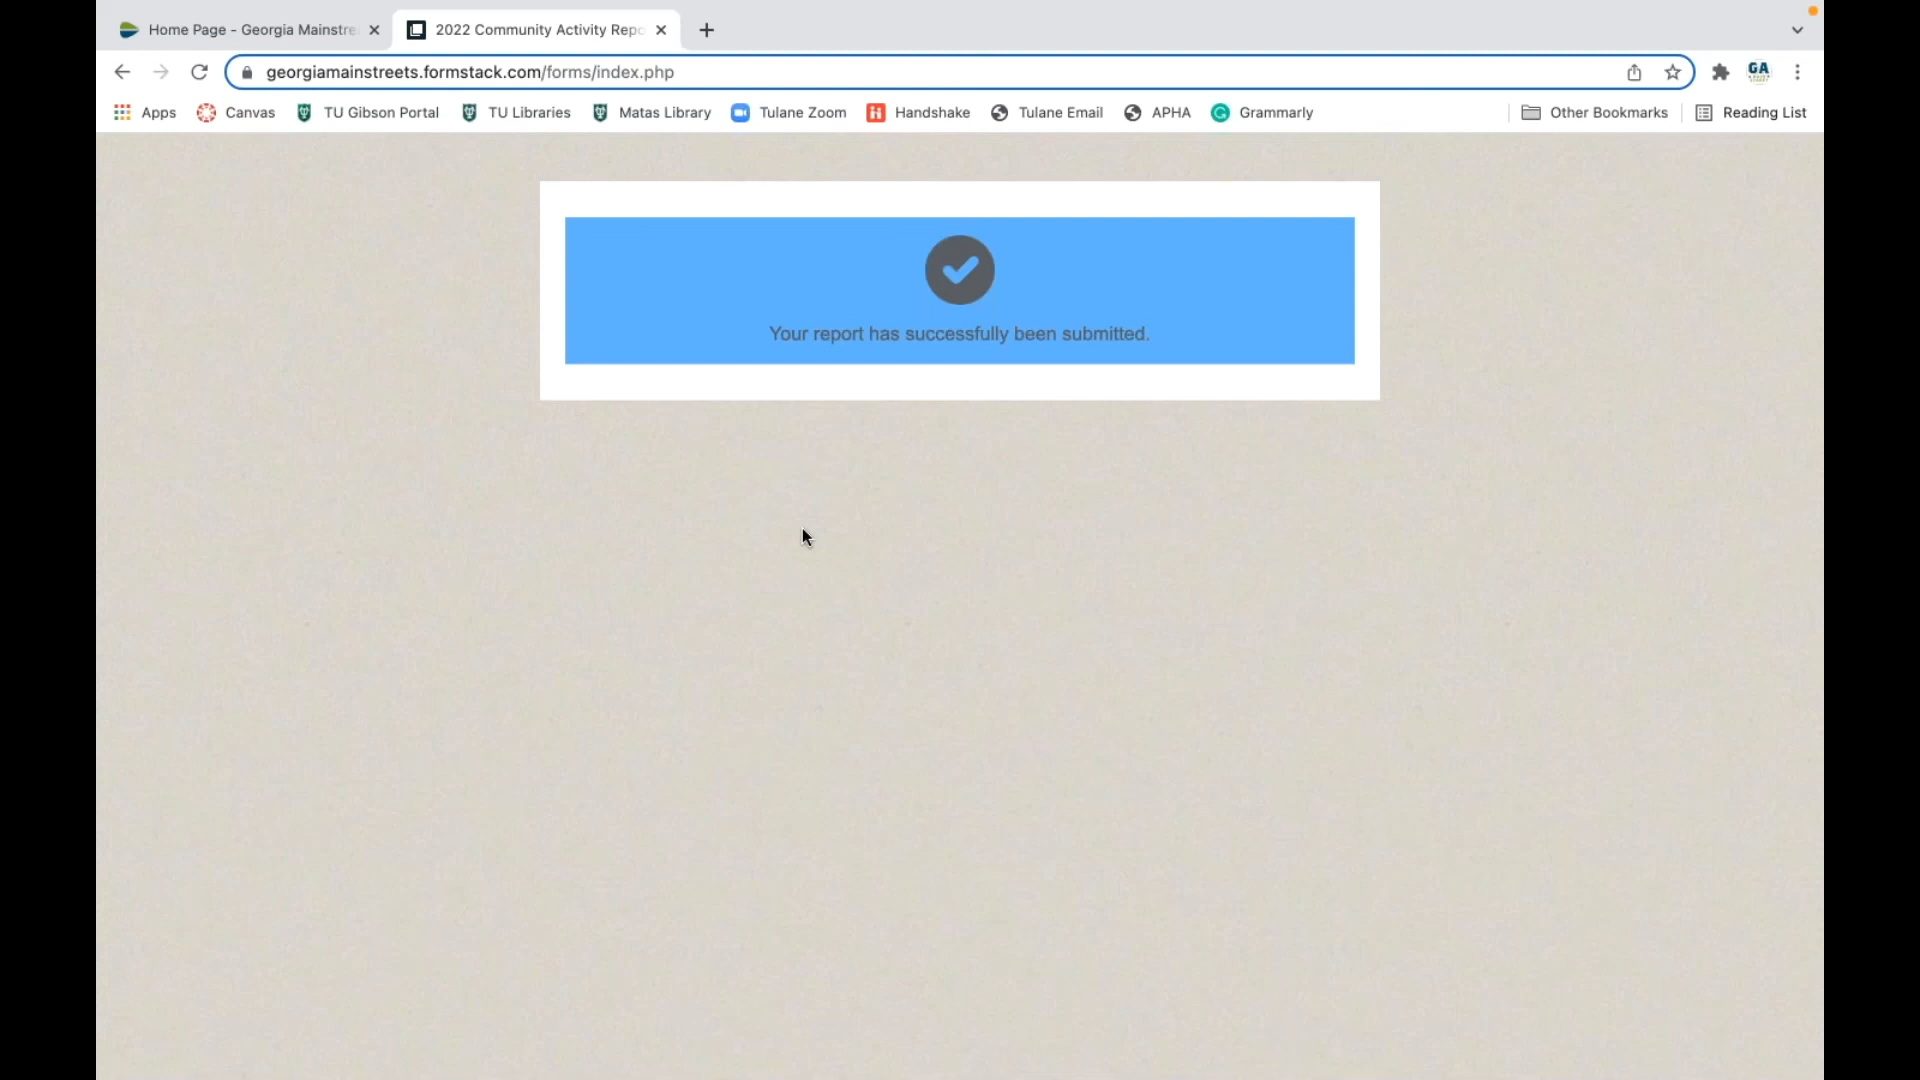 Home Page - Georgia Mainstre
2022 Community Activity Repo
georgiamainstreets.formstack.com/forms/index.php
GA
Apps
Canvas
TU Gibson Portal
TU Libraries
Matas Library
Tulane Zoom
Handshake
Tulane Email
APHA
Grammarly
Other Bookmarks
Reading List
Your report has successfully been submitted.